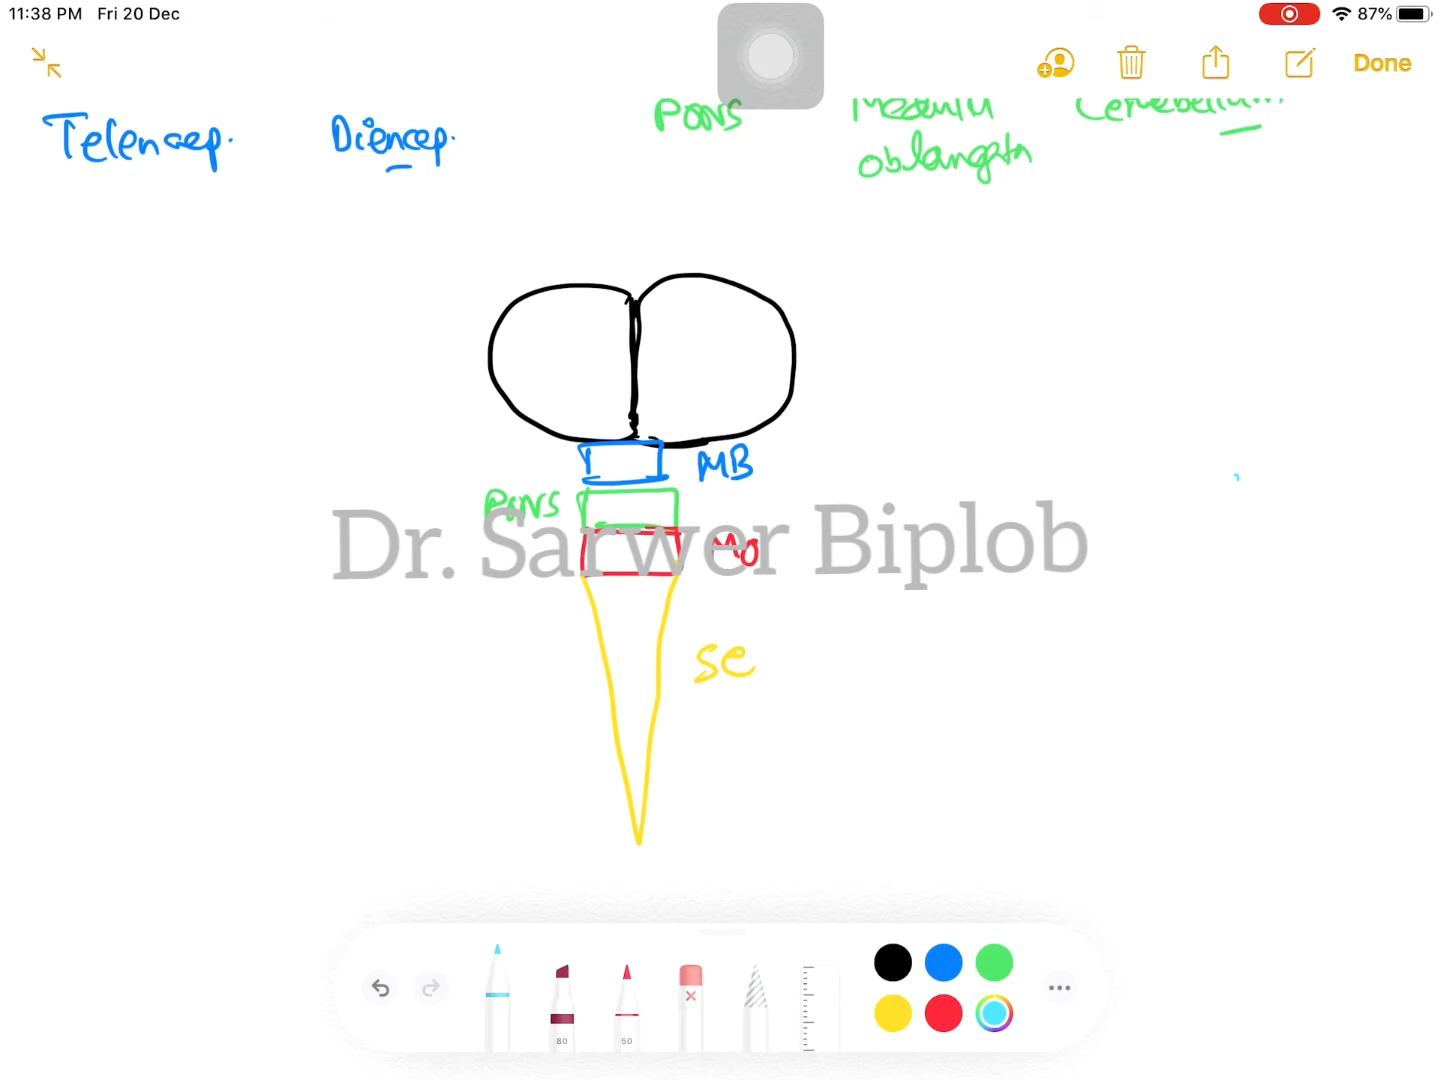 11:38 PM Fri 20 Dec
87%
Done
Telencep.
Diencep.
PONS
oblangata
Cerebellum
MB
PONS
Dr. Sarwer Biplob
MO
SC
80
50